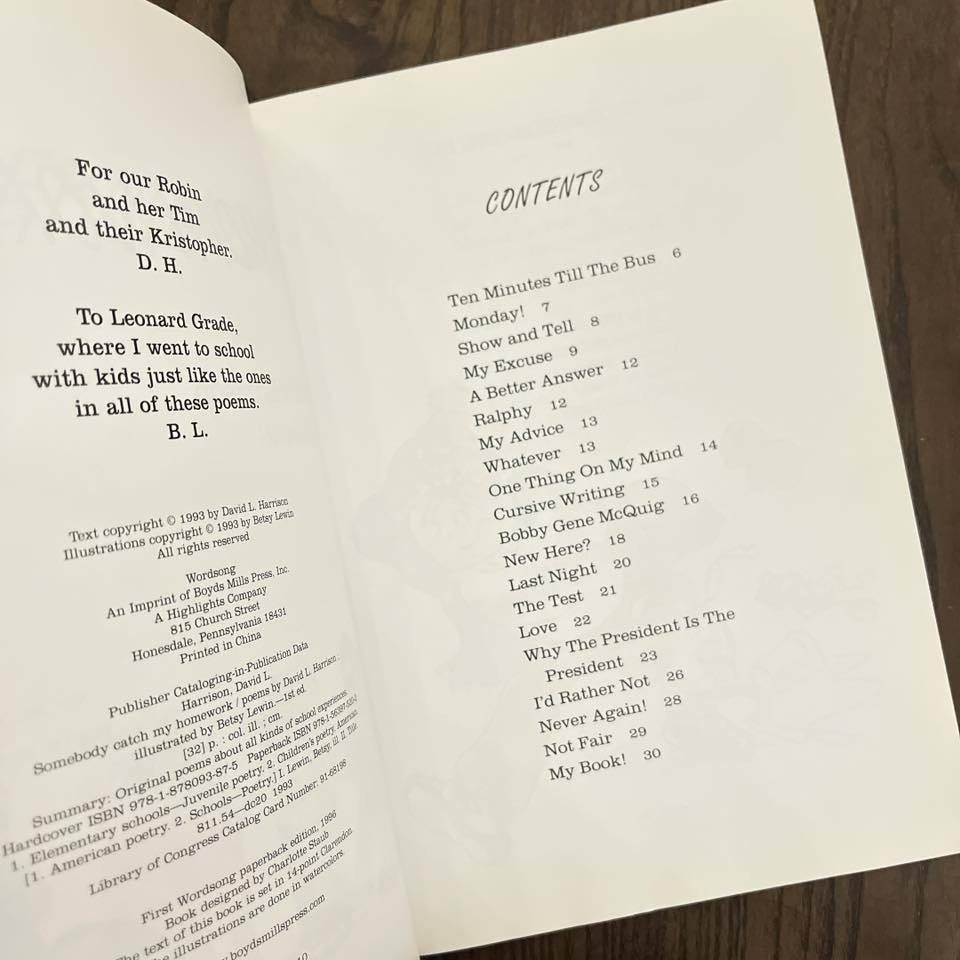 For our Robin
and her Tim
and their Kristopher.
D. H.
To Leonard Grade,
where I went to school
with kids just like the ones
in all of these poems.
B. L.
Text copyright © 1993 by David L. Harrison
Illustrations copyright © 1993 by Betsy Lewin
All rights reserved
Wordsong
An Imprint of Boyds Mills Press, Inc.
A Highlights Company
815 Church Street
Honesdale, Pennsylvania 18431
Printed in China
Publisher Cataloging-in-Publication Data
Harrison, David L.
Somebody catch my homework / poems by David L. Harrison ;
illustrated by Betsy Lewin.—1st ed.
[32] p. : col. ill. ; cm.
Summary: Original poems about all kinds of school experiences.
Hardcover ISBN 978-1-878093-87-5 Paperback ISBN
1. Elementary schools—Juvenile poetry. 2. Children's poetry, American.
[1. American poetry. 2. Schools—Poetry.] I. Lewin, Betsy, ill. II. Title.
811.54—dc20 1993
Library of Congress Catalog Card Number: 91-68196
First Wordsong paperback edition, 1996
Book designed by Charlotte Staub
The text of this book is set in 14-point Clarendon.
The illustrations are done in watercolors.
boydsmillspress.com
10
CONTENTS
Ten Minutes Till The Bus 6
Monday! 7
Show and Tell 8
My Excuse 9
A Better Answer 12
Ralphy 12
My Advice 13
Whatever 13
One Thing On My Mind 14
Cursive Writing 15
Bobby Gene McQuig 16
New Here? 18
Last Night 20
The Test 21
Love 22
Why The President Is The
President 23
I'd Rather Not 26
Never Again! 28
Not Fair 29
My Book! 30